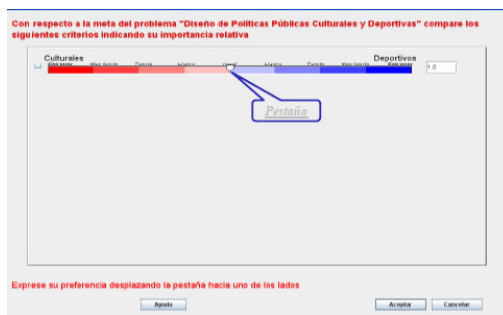 Con respecto a la meta del problema "Diseño de Políticas Públicas Culturales y Deportivas" compare los
siguientes criterios indicando su importancia relativa
Culturales Deportivos
1.0
Pestaña
Exprese su preferencia desplazando la pestaña hacia uno de los lados
Ayuda Aceptar Cancelar